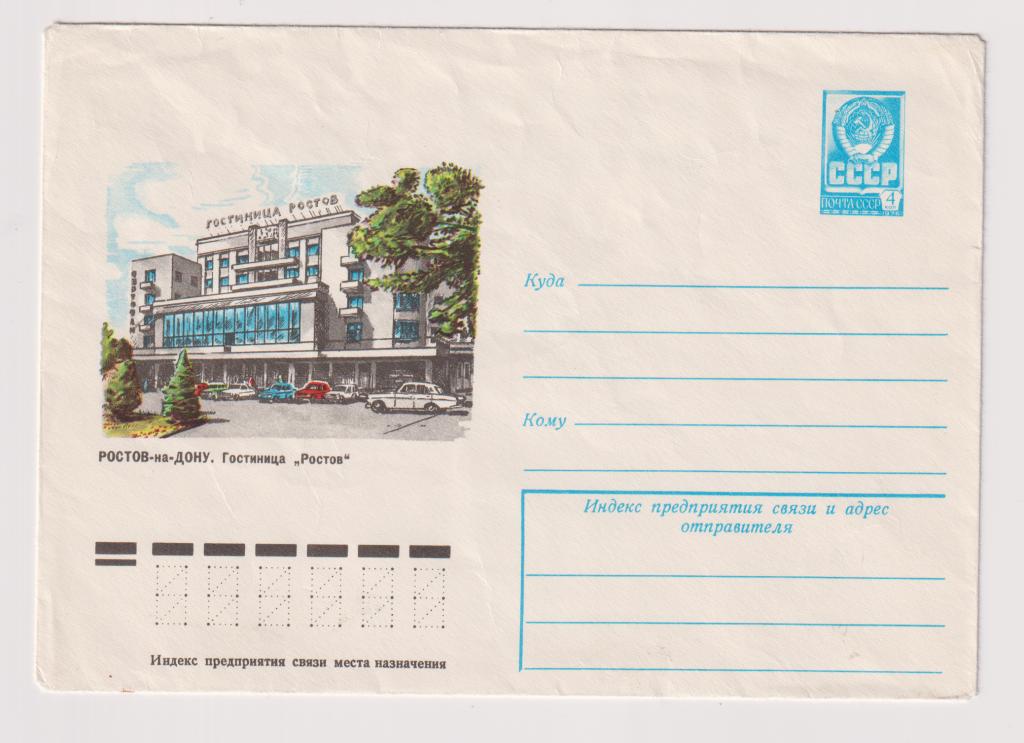 СССР
ПОЧТА СССР 4 КОП
ГОСТИНИЦА РОСТОВ
Куда
Кому
РОСТОВ-на-ДОНУ. Гостиница „Ростов“
Индекс предприятия связи и адрес
отправителя
Индекс предприятия связи места назначения